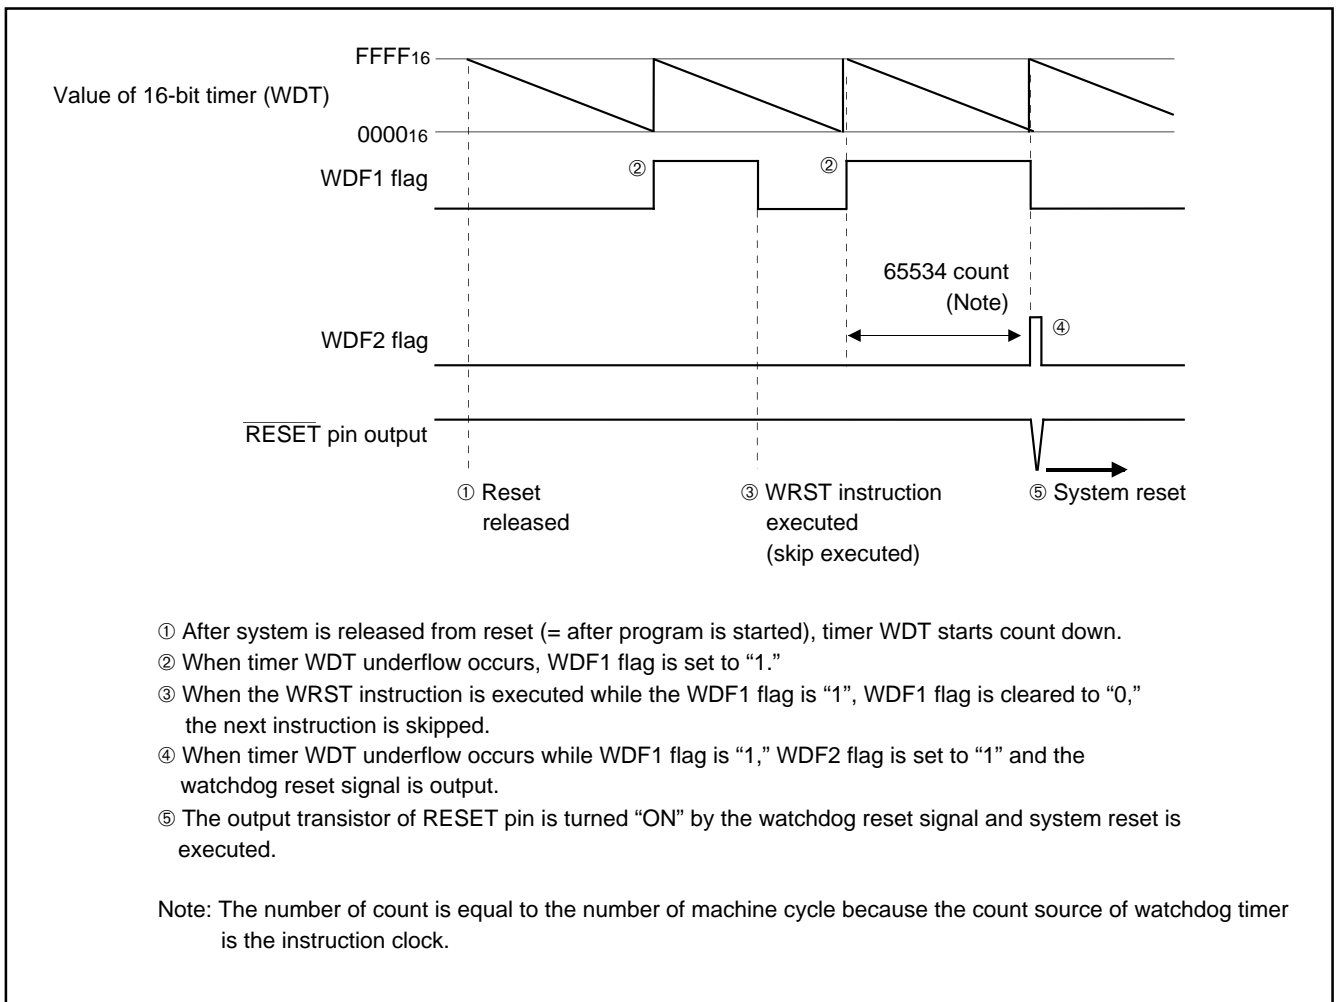 FFFF16
Value of 16-bit timer (WDT)
000016
WDF1 flag
②
②
65534 count
(Note)
④
WDF2 flag
RESET pin output
① Reset
released
③ WRST instruction
executed
(skip executed)
⑤ System reset
① After system is released from reset (= after program is started), timer WDT starts count down.
② When timer WDT underflow occurs, WDF1 flag is set to “1.”
③ When the WRST instruction is executed while the WDF1 flag is “1”, WDF1 flag is cleared to “0,”
the next instruction is skipped.
④ When timer WDT underflow occurs while WDF1 flag is “1,” WDF2 flag is set to “1” and the
watchdog reset signal is output.
⑤ The output transistor of RESET pin is turned “ON” by the watchdog reset signal and system reset is
executed.
Note: The number of count is equal to the number of machine cycle because the count source of watchdog timer
is the instruction clock.